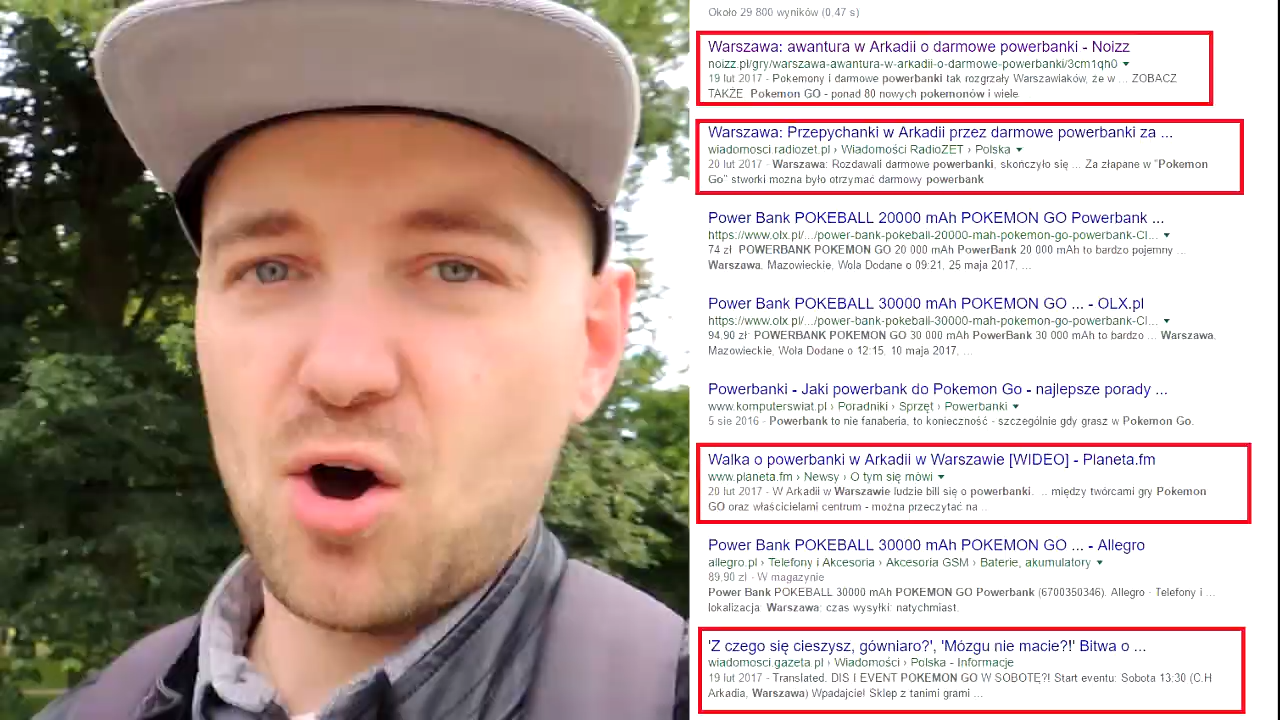 Około 29 800 wyników (0,47 s)
Warszawa: awantura w Arkadii o darmowe powerbanki - Noizz
noizz.pl/gry/warszawa-awantura-w-arkadii-o-darmowe-powerbanki/3cm1qh0
19 lut 2017 - Pokemony i darmowe powerbanki tak rozgrzały Warszawiaków, że w ... ZOBACZ
TAKŻE: Pokemon GO - ponad 80 nowych pokemonów i wiele
Warszawa: Przepychanki w Arkadii przez darmowe powerbanki za ...
wiadomosci.radiozet.pl › Wiadomości RadioZET › Polska
20 lut 2017 - Warszawa: Rozdawali darmowe powerbanki, skończyło się ... Za złapane w "Pokemon
Go" stworki można było otrzymać darmowy powerbank
Power Bank POKEBALL 20000 mAh POKEMON GO Powerbank ...
https://www.olx.pl/.../power-bank-pokeball-20000-mah-pokemon-go-powerbank-CI...
74 zł POWERBANK POKEMON GO 20 000 mAh PowerBank 20 000 mAh to bardzo pojemny ...
Warszawa, Mazowieckie, Wola Dodane o 09:21, 25 maja 2017, ...
Power Bank POKEBALL 30000 mAh POKEMON GO ... - OLX.pl
https://www.olx.pl/.../power-bank-pokeball-30000-mah-pokemon-go-powerbank-CI...
94,90 zł POWERBANK POKEMON GO 30 000 mAh PowerBank 30 000 mAh to bardzo ... Warszawa,
Mazowieckie, Wola Dodane o 12:15, 10 maja 2017, ...
Powerbanki - Jaki powerbank do Pokemon Go - najlepsze porady ...
www.komputerswiat.pl › Poradniki › Sprzęt › Powerbanki
5 sie 2016 - Powerbank to nie fanaberia, to konieczność - szczególnie gdy grasz w Pokemon Go.
Walka o powerbanki w Arkadii w Warszawie [WIDEO] - Planeta.fm
www.planeta.fm › Newsy › O tym się mówi
20 lut 2017 - W Arkadii w Warszawie ludzie bili się o powerbanki. ... między twórcami gry Pokemon
GO oraz właścicielami centrum - można przeczytać na ...
Power Bank POKEBALL 30000 mAh POKEMON GO ... - Allegro
allegro.pl › Telefony i Akcesoria › Akcesoria GSM › Baterie, akumulatory
89,90 zł - W magazynie
Power Bank POKEBALL 30000 mAh POKEMON GO Powerbank (6700350346). Allegro - Telefony i ...
lokalizacja: Warszawa; czas wysyłki: natychmiast.
'Z czego się cieszysz, gówniaro?', 'Mózgu nie macie?!' Bitwa o ...
wiadomosci.gazeta.pl › Wiadomości › Polska - Informacje
19 lut 2017 - Translated. DIS I EVENT POKEMON GO W SOBOTĘ?! Start eventu: Sobota 13:30 (C.H
Arkadia, Warszawa) Wpadajcie! Sklep z tanimi grami ...